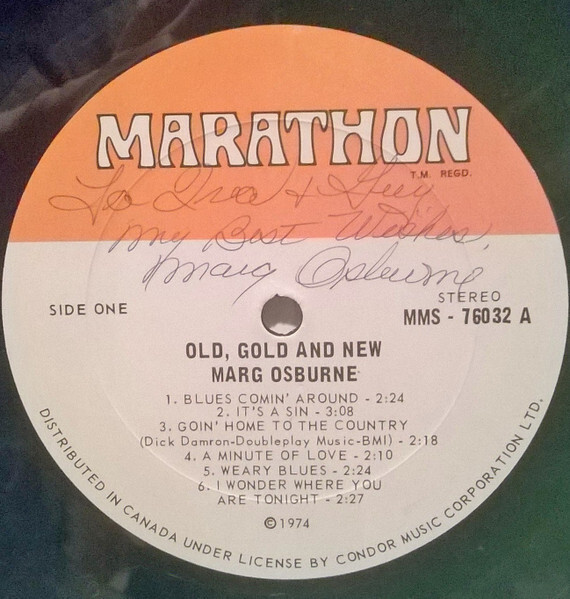 MARATHON
T.M. REGD.
To & Guy
My Best Wishes,
Marg Osburne
SIDE ONE
STEREO
MMS - 76032 A
OLD, GOLD AND NEW
MARG OSBURNE
1. BLUES COMIN' AROUND - 2:24
2. IT'S A SIN - 3:08
3. GOIN' HOME TO THE COUNTRY
(Dick Damron-Doubleplay Music-BMI) - 2:18
4. A MINUTE OF LOVE - 2:10
5. WEARY BLUES - 2:24
6. I WONDER WHERE YOU
ARE TONIGHT - 2:27
©1974
DISTRIBUTED IN CANADA UNDER LICENSE BY CONDOR MUSIC CORPORATION LTD.